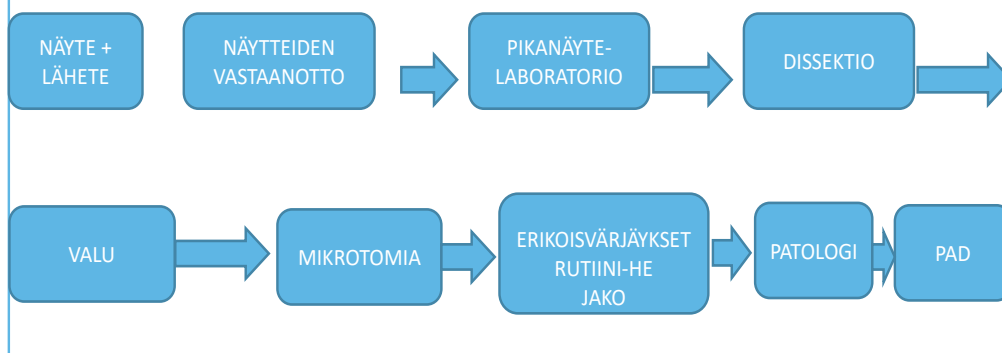 NÄYTE +
LÄHETE
NÄYTTEIDEN
VASTAANOTTO
PIKANÄYTE-
LABORATORIO
DISSEKTIO
VALU
MIKROTOMIA
ERIKOISVÄRJÄYKSET
RUTIINI-HE
JAKO
PATOLOGI
PAD